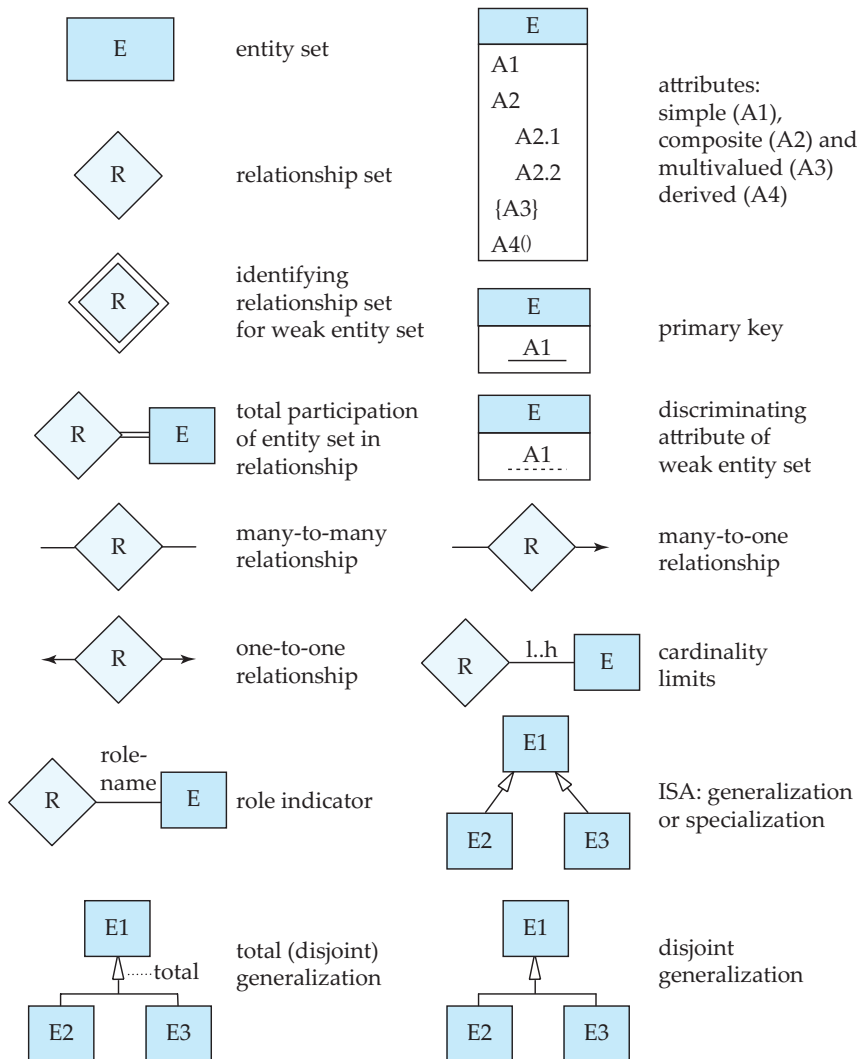 E
entity set
E
A1
A2
A2.1
A2.2
{A3}
A4()
attributes:
simple (A1),
composite (A2) and
multivalued (A3)
derived (A4)
R
relationship set
R
identifying
relationship set
for weak entity set
E
A1
primary key
R
E
total participation
of entity set in
relationship
E
A1
discriminating
attribute of
weak entity set
R
many-to-many
relationship
R
many-to-one
relationship
R
one-to-one
relationship
R
l..h
E
cardinality
limits
R
role-
name
E
role indicator
E1
E2
E3
ISA: generalization
or specialization
E1
total
E2
E3
total (disjoint)
generalization
E1
E2
E3
disjoint
generalization